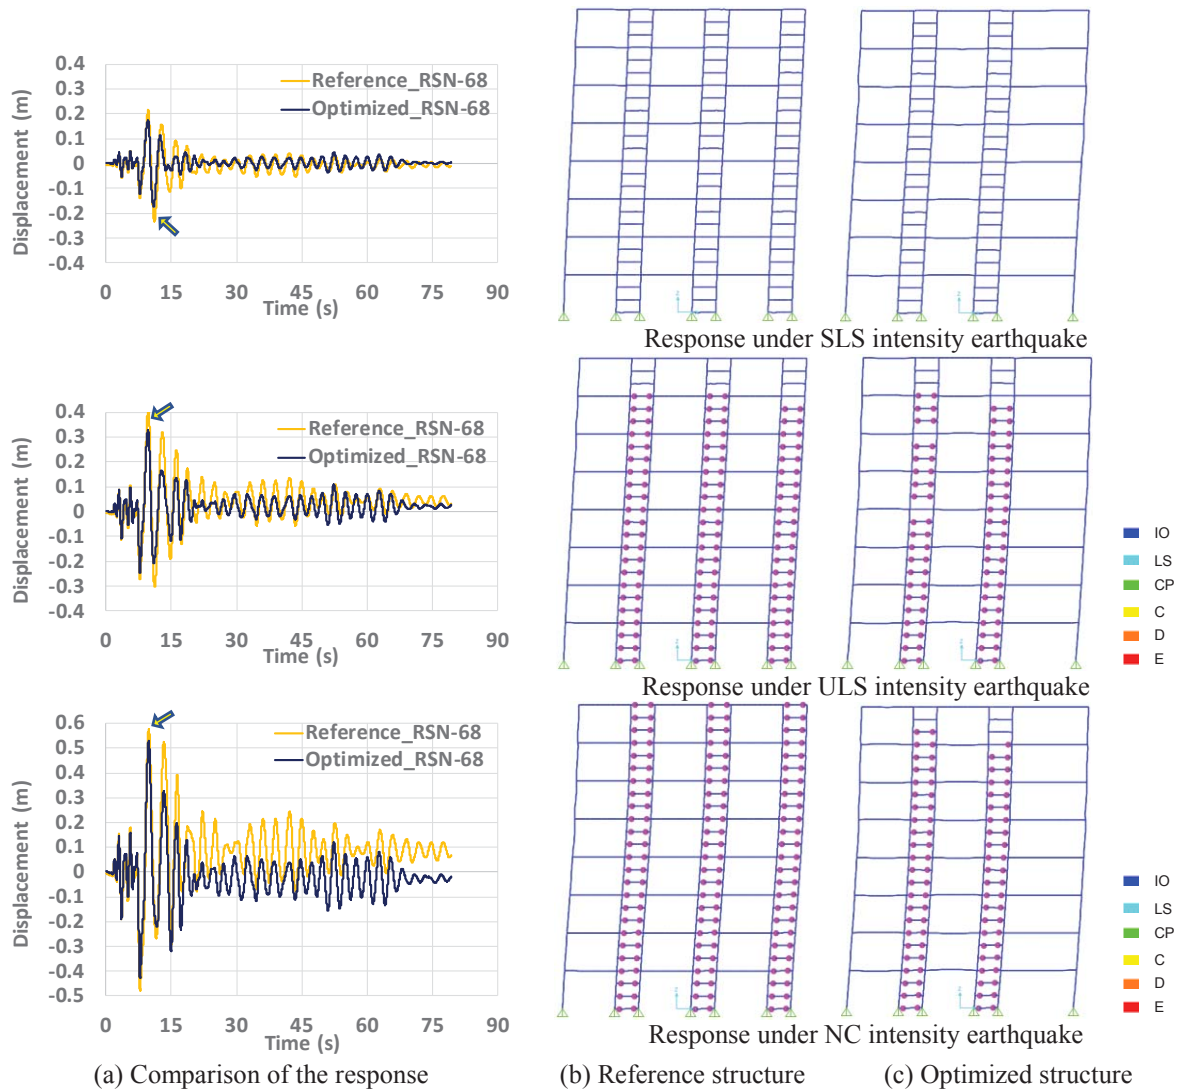 0.4
0.3
0.2
0.1
0
-0.1
-0.2
-0.3
-0.4
Displacement (m)
Reference_RSN-68
Optimized_RSN-68
0 15 30 45 60 75 90
Time (s)
z
z
Response under SLS intensity earthquake
0.4
0.3
0.2
0.1
0
-0.1
-0.2
-0.3
-0.4
Displacement (m)
Reference_RSN-68
Optimized_RSN-68
0 15 30 45 60 75 90
Time (s)
z
z
IO
LS
CP
C
D
E
Response under ULS intensity earthquake
0.6
0.5
0.4
0.3
0.2
0.1
0
-0.1
-0.2
-0.3
-0.4
-0.5
Displacement (m)
Reference_RSN-68
Optimized_RSN-68
0 15 30 45 60 75 90
Time (s)
z
z
IO
LS
CP
C
D
E
Response under NC intensity earthquake
(a) Comparison of the response
(b) Reference structure
(c) Optimized structure